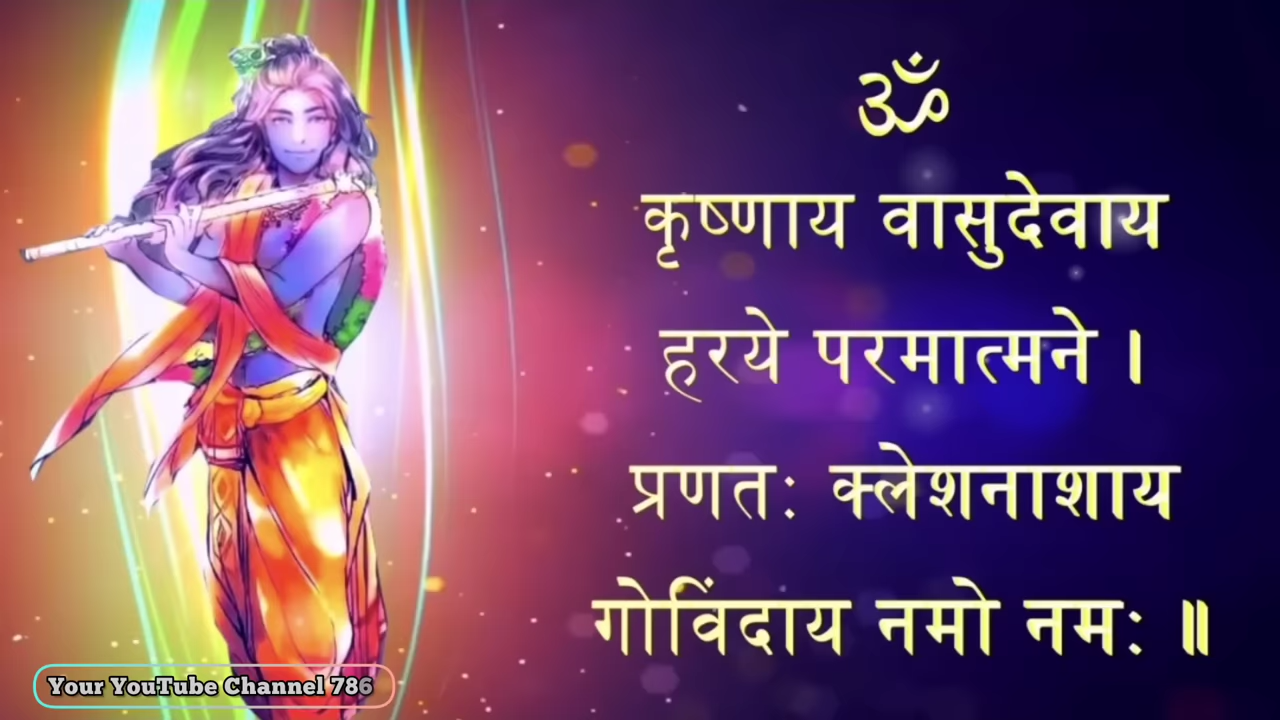 ॐ
कृष्णाय वासुदेवाय
हरये परमात्मने ।
प्रणतः क्लेशनाशाय
गोविंदाय नमो नमः ॥
Your YouTube Channel 786